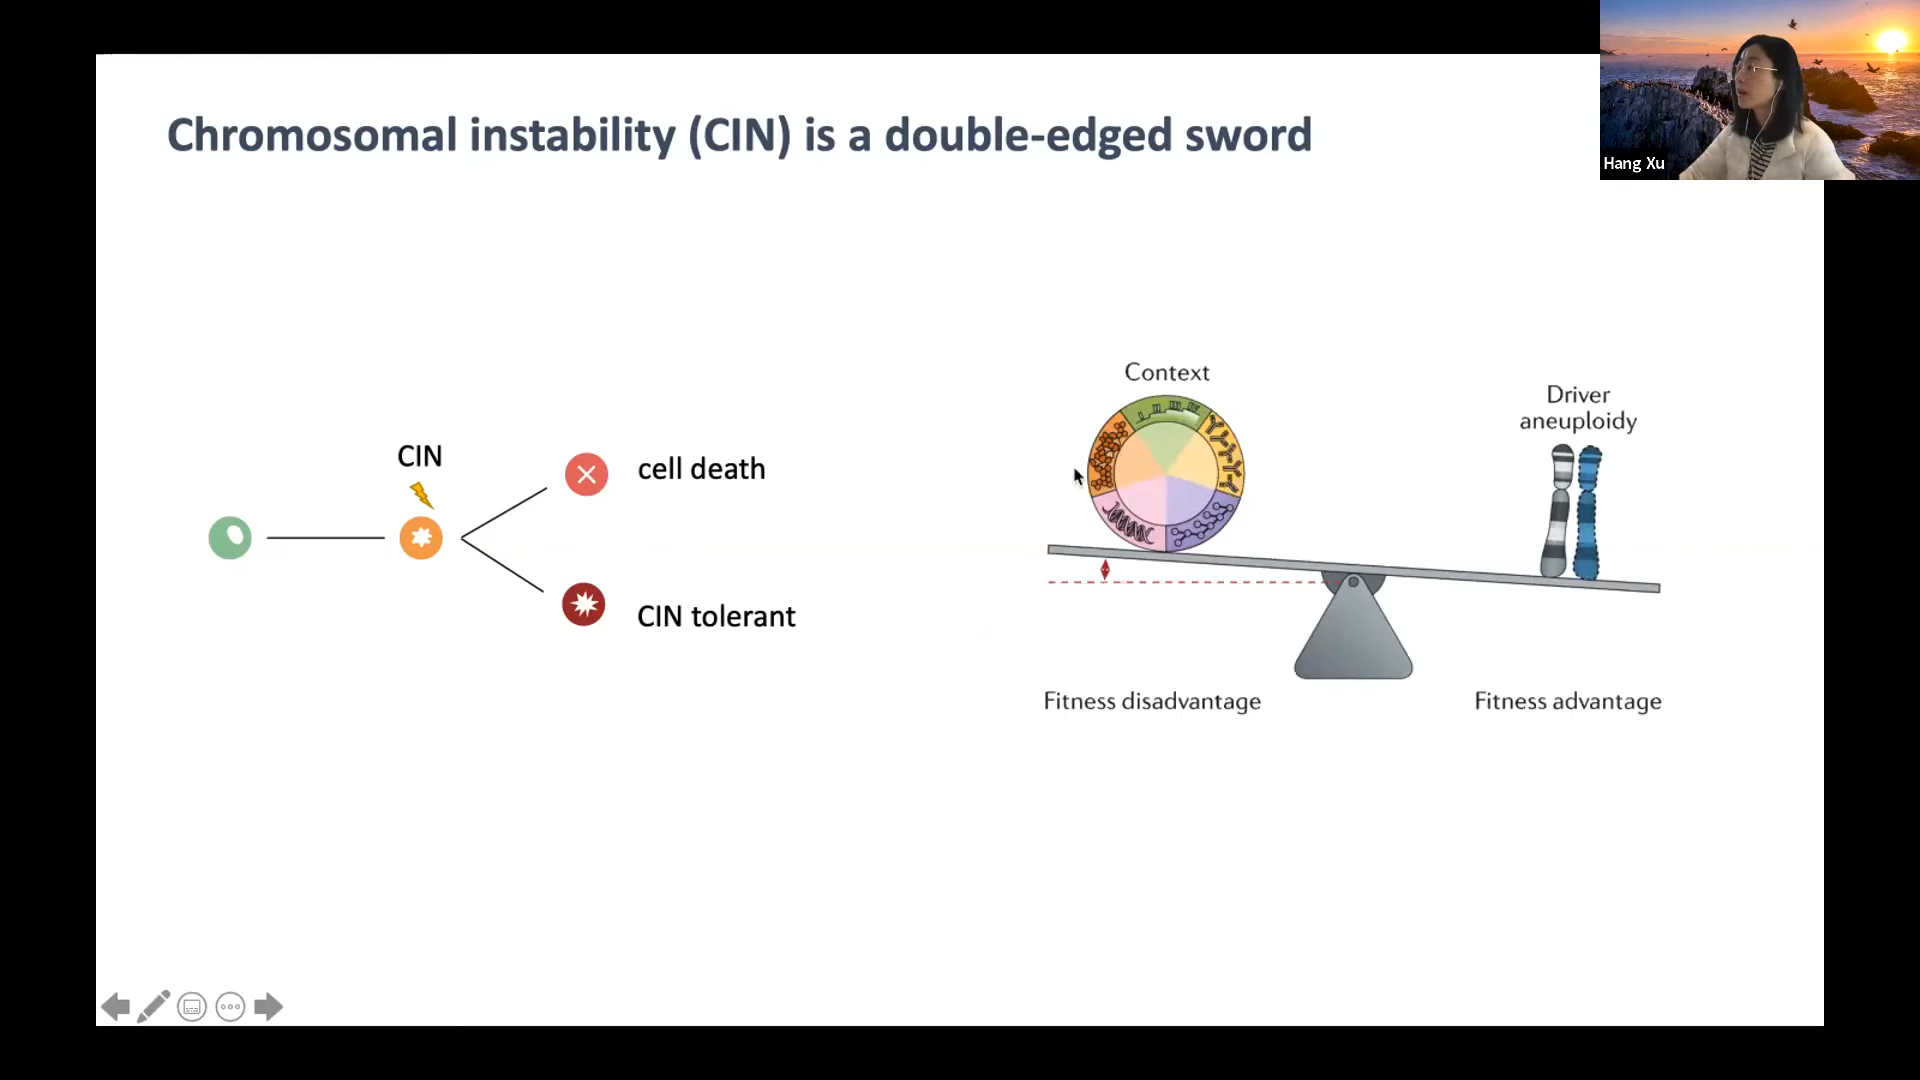 Chromosomal instability (CIN) is a double-edged sword
Hang Xu
CIN
cell death
CIN tolerant
Context
Driver
aneuploidy
Fitness disadvantage
Fitness advantage